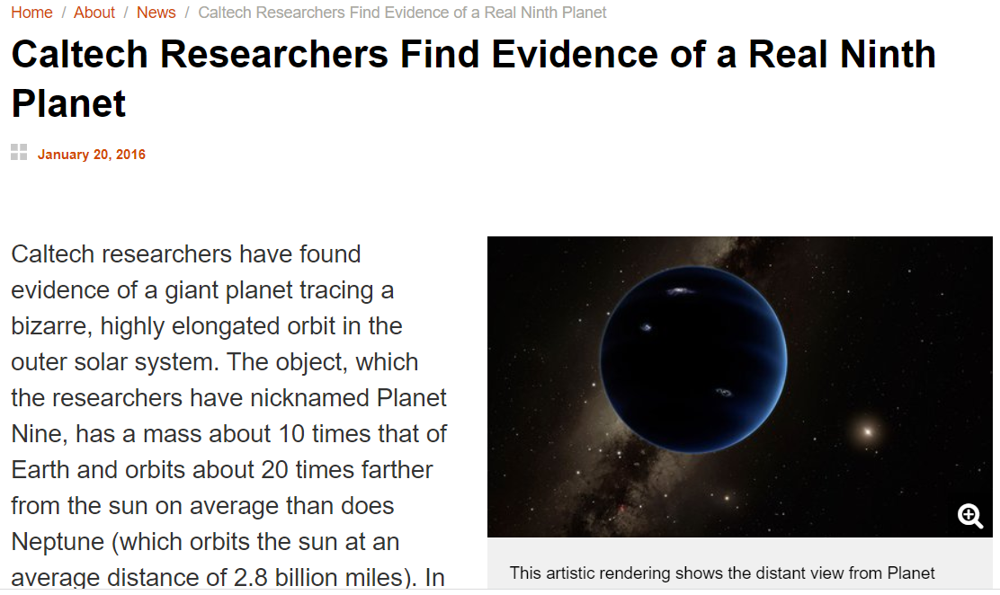 Home / About / News / Caltech Researchers Find Evidence of a Real Ninth Planet
Caltech Researchers Find Evidence of a Real Ninth
Planet
January 20, 2016
Caltech researchers have found
evidence of a giant planet tracing a
bizarre, highly elongated orbit in the
outer solar system. The object, which
the researchers have nicknamed Planet
Nine, has a mass about 10 times that of
Earth and orbits about 20 times farther
from the sun on average than does
Neptune (which orbits the sun at an
average distance of 2.8 billion miles). In
This artistic rendering shows the distant view from Planet